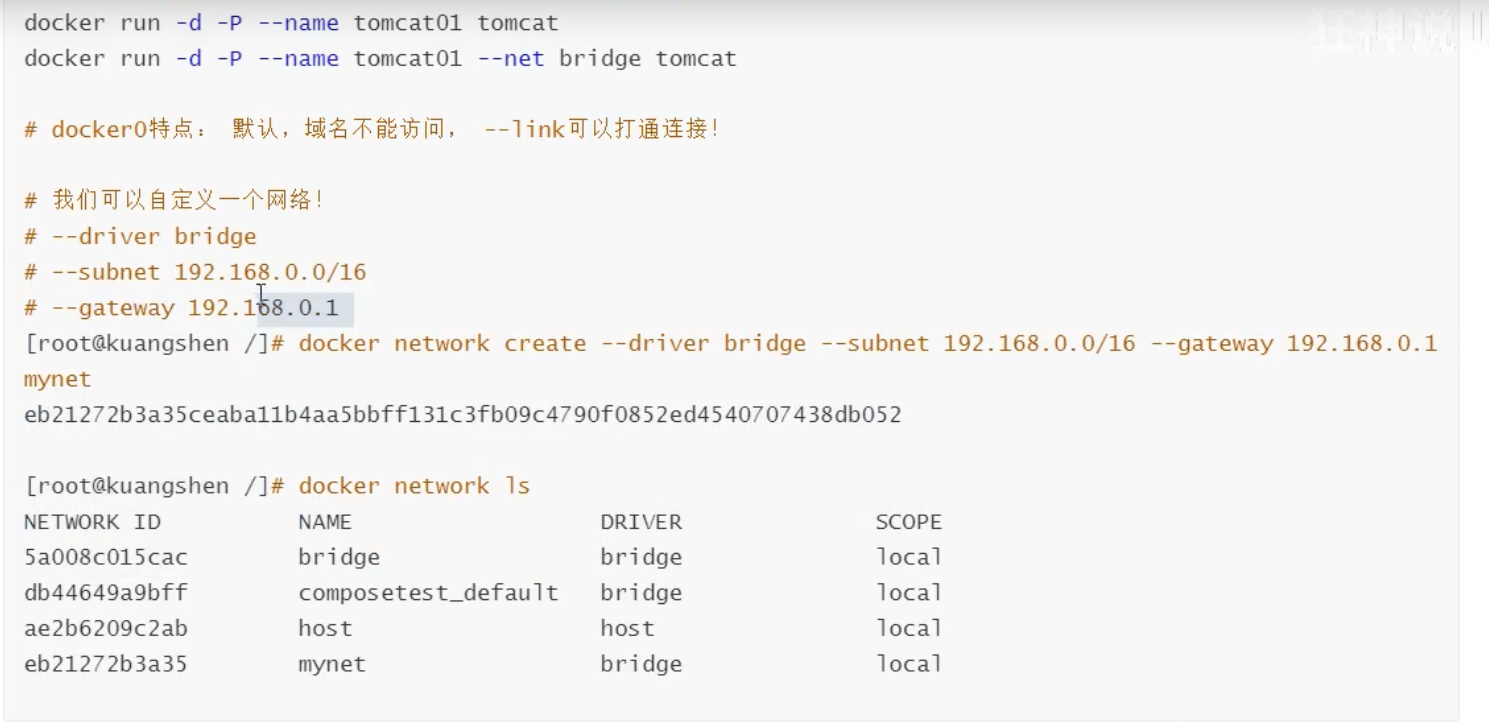 狂神说
docker run -d -P --name tomcat01 tomcat
docker run -d -P --name tomcat01 --net bridge tomcat
# docker0特点： 默认，域名不能访问， --link可以打通连接！
# 我们可以自定义一个网络！
# --driver bridge
# --subnet 192.168.0.0/16
# --gateway 192.168.0.1
[root@kuangshen /]# docker network create --driver bridge --subnet 192.168.0.0/16 --gateway 192.168.0.1
mynet
eb21272b3a35ceaba11b4aa5bbff131c3fb09c4790f0852ed4540707438db052
[root@kuangshen /]# docker network ls
NETWORK ID NAME DRIVER SCOPE
5a008c015cac bridge bridge local
db44649a9bff composetest_default bridge local
ae2b6209c2ab host host local
eb21272b3a35 mynet bridge local